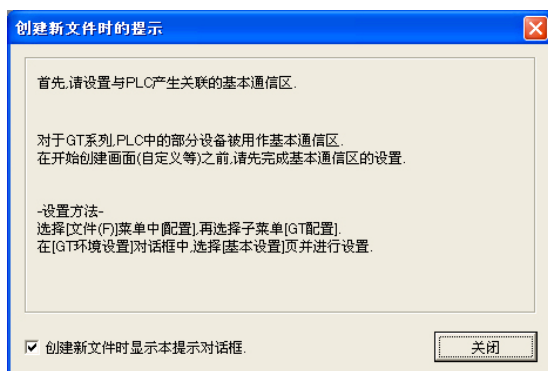 创建新文件时的提示
首先,请设置与PLC产生关联的基本通信区.
对于GT系列,PLC中的部分设备被用作基本通信区.
在开始创建画面(自定义等)之前,请先完成基本通信区的设置.
-设置方法-
选择[文件(F)]菜单中[配置],再选择子菜单[GT配置].
在[GT环境设置]对话框中,选择[基本设置]页并进行设置.
创建新文件时显示本提示对话框.
关闭